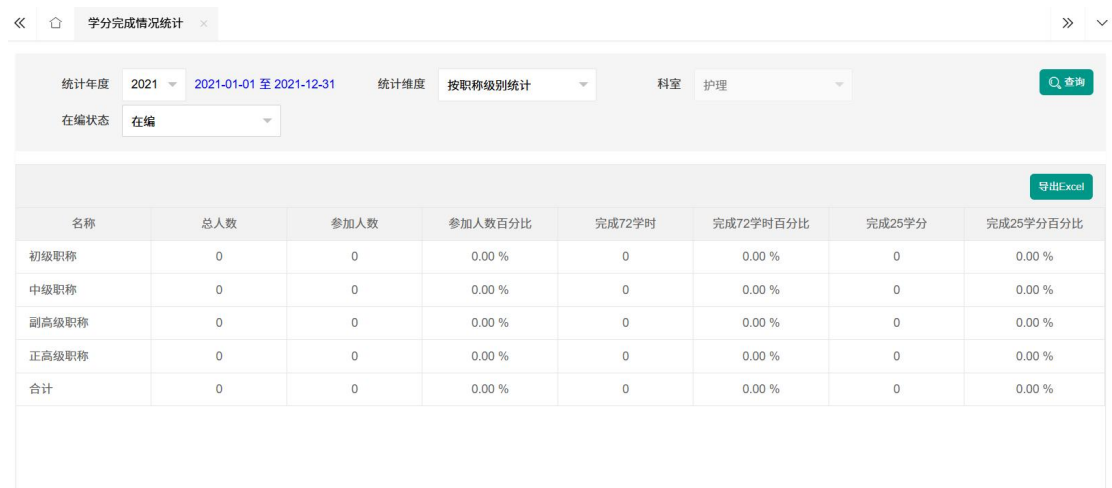 学分完成情况统计
统计年度 2021 2021-01-01 至 2021-12-31 统计维度 按职称级别统计 科室 护理 查询
在编状态 在编
导出Excel
名称 总人数 参加人数 参加人数百分比 完成72学时 完成72学时百分比 完成25学分 完成25学分百分比
初级职称 0 0 0.00 % 0 0.00 % 0 0.00 %
中级职称 0 0 0.00 % 0 0.00 % 0 0.00 %
副高级职称 0 0 0.00 % 0 0.00 % 0 0.00 %
正高级职称 0 0 0.00 % 0 0.00 % 0 0.00 %
合计 0 0 0.00 % 0 0.00 % 0 0.00 %